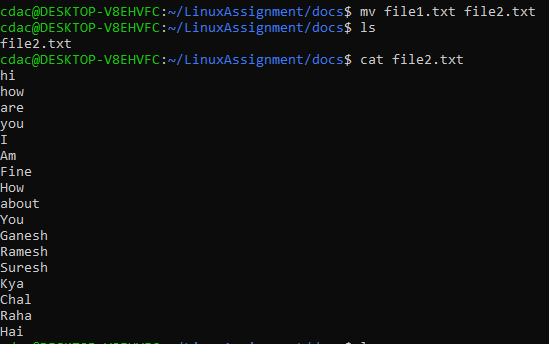 cdac@DESKTOP-V8EHVFC:~/LinuxAssignment/docs$ mv file1.txt file2.txt
cdac@DESKTOP-V8EHVFC:~/LinuxAssignment/docs$ ls
file2.txt
cdac@DESKTOP-V8EHVFC:~/LinuxAssignment/docs$ cat file2.txt
hi
how
are
you
I
Am
Fine
How
about
You
Ganesh
Ramesh
Suresh
Kya
Chal
Raha
Hai